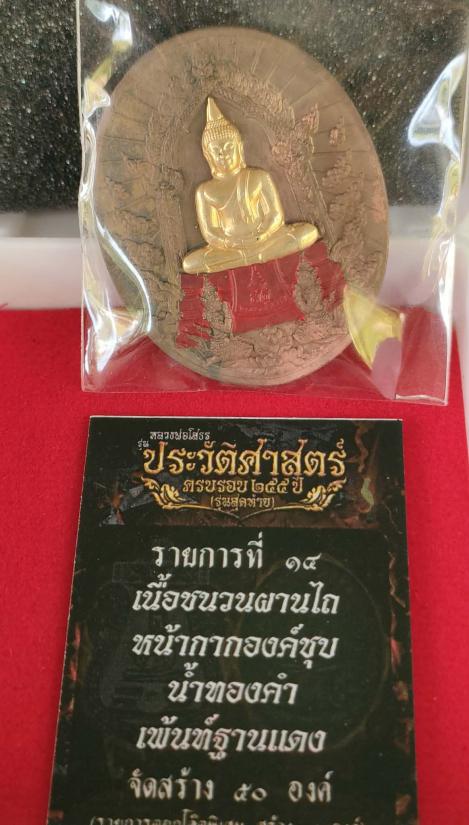 หลวงพ่อโสธร
รุ่น
ประวัติศาสตร์
ครบรอบ ๒๕๕ ปี
(รุ่นสุดท้าย)
รายการที่ ๑๔
เนื้อชนวนผานไถ
หน้ากากองค์ชุบ
น้ำทองคำ
เพ้นท์ฐานแดง
จัดสร้าง ๕๐ องค์